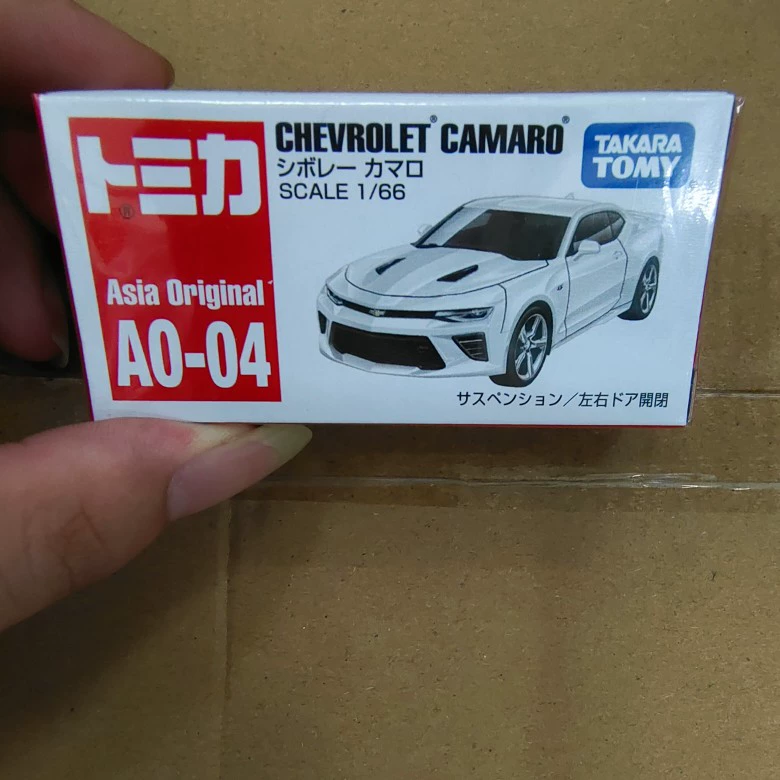 トミカ
®
Asia Original
AO-04
CHEVROLET® CAMARO®
シボレー カマロ
SCALE 1/66
TAKARA
TOMY
サスペンション／左右ドア開閉